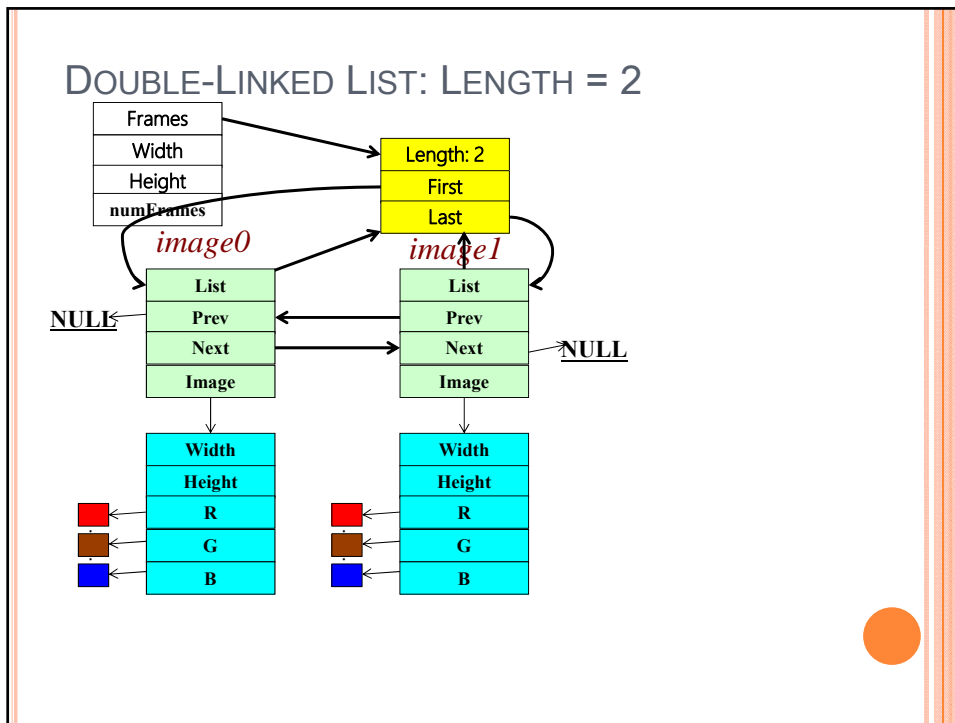 DOUBLE-LINKED LIST: LENGTH = 2
Frames
Width
Height
numFrames
Length: 2
First
Last
image0
image1
List
Prev
Next
Image
NULL
List
Prev
Next
Image
NULL
Width
Height
R
G
B
Width
Height
R
G
B